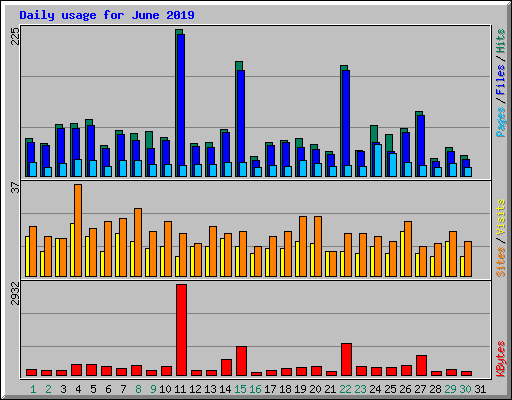 Daily usage for June 2019
225
Pages / Files / Hits
37
Sites / Visits
2932
KBytes
1 2 3 4 5 6 7 8 9 10 11 12 13 14 15 16 17 18 19 20 21 22 23 24 25 26 27 28 29 30 31